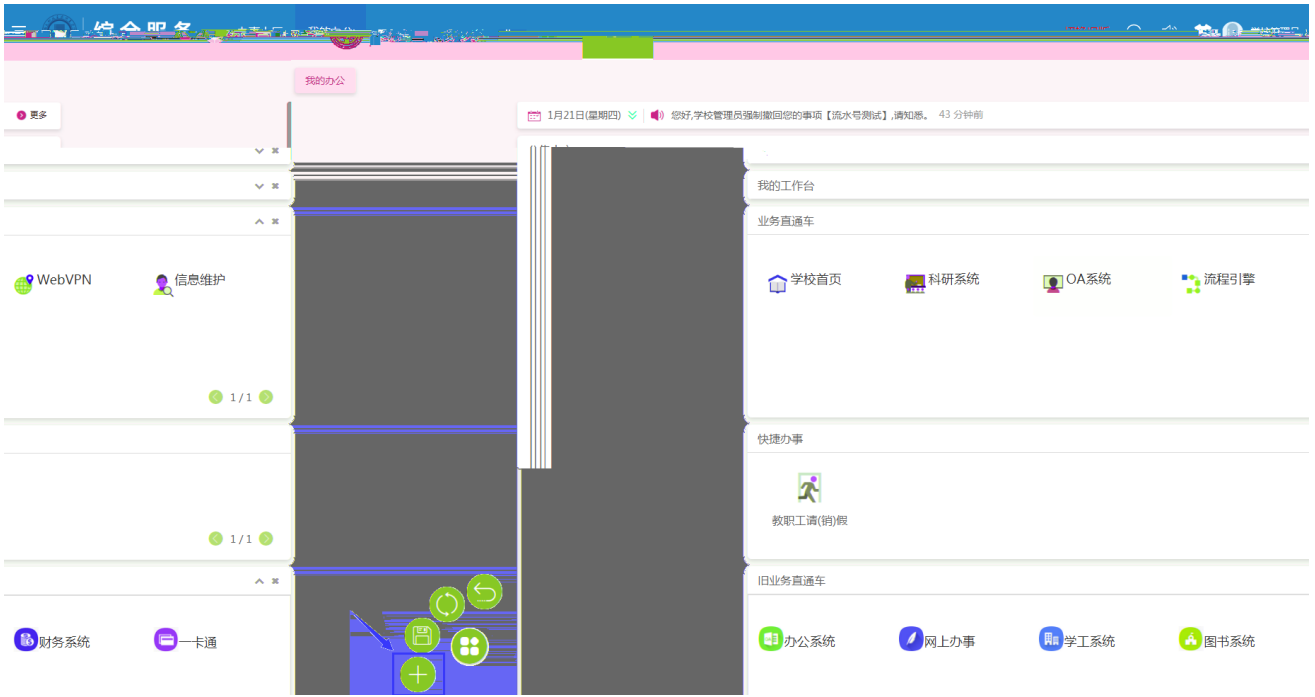 综合服务
我的办公
更多
1月21日(星期四) 您好,学校管理员强制撤回您的事项【流水号测试】,请知悉。 43 分钟前
我的工作台
业务直通车
WebVPN 信息维护
学校首页 科研系统 OA系统 流程引擎
1/1
快捷办事
教职工请(销)假
1/1
旧业务直通车
财务系统 一卡通
办公系统 网上办事 学工系统 图书系统